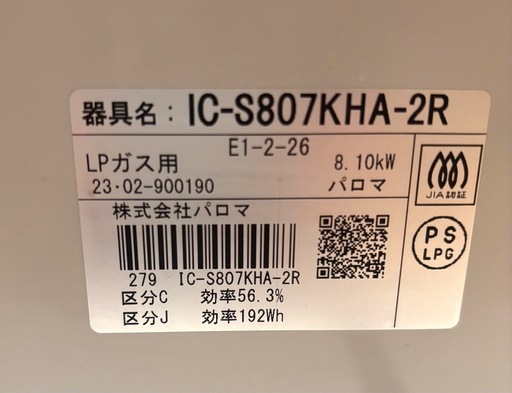 器具名：IC-S807KHA-2R
E1-2-26
LPガス用 8.10kW
23・02-900190 パロマ
JIA認証
株式会社パロマ
PS
LPG
279 IC-S807KHA-2R
区分C 効率56.3%
区分J 効率192Wh